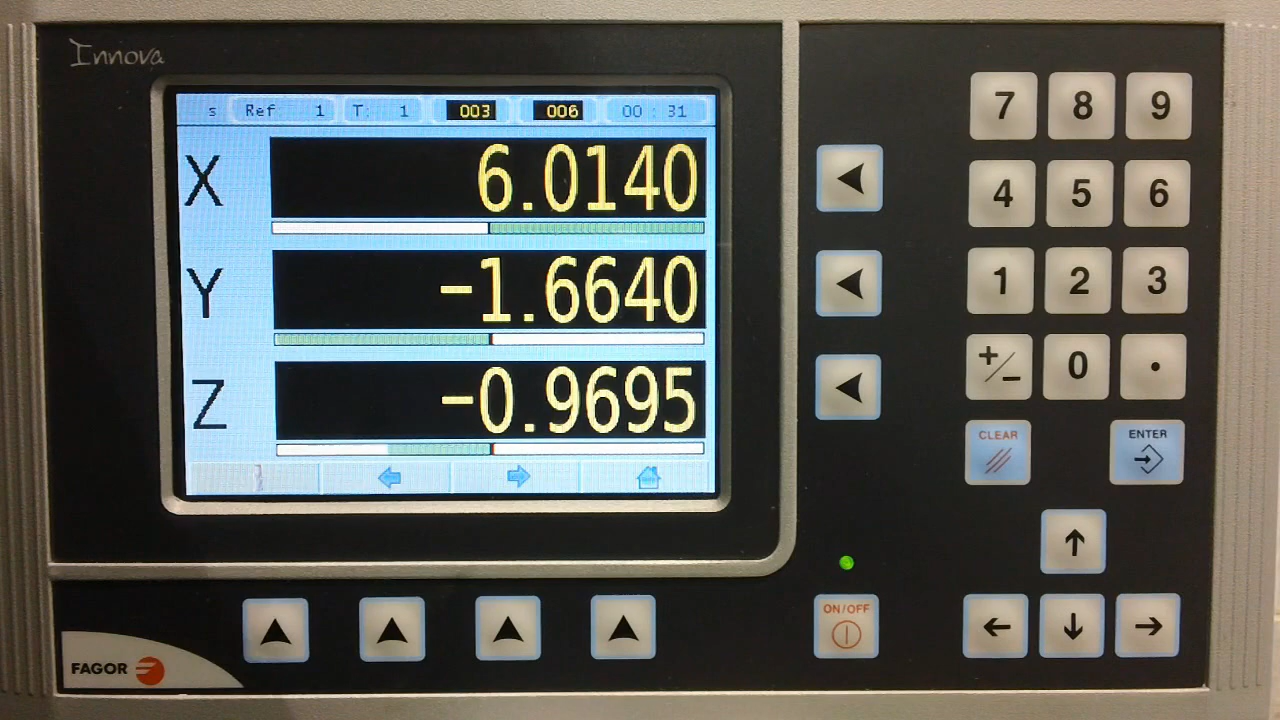 Innova
s Ref 1 T: 1 003 006 00 : 31
X 6.0140
Y -1.6640
Z -0.9695
7 8 9
4 5 6
1 2 3
+/- 0 .
CLEAR ENTER
ON/OFF
FAGOR